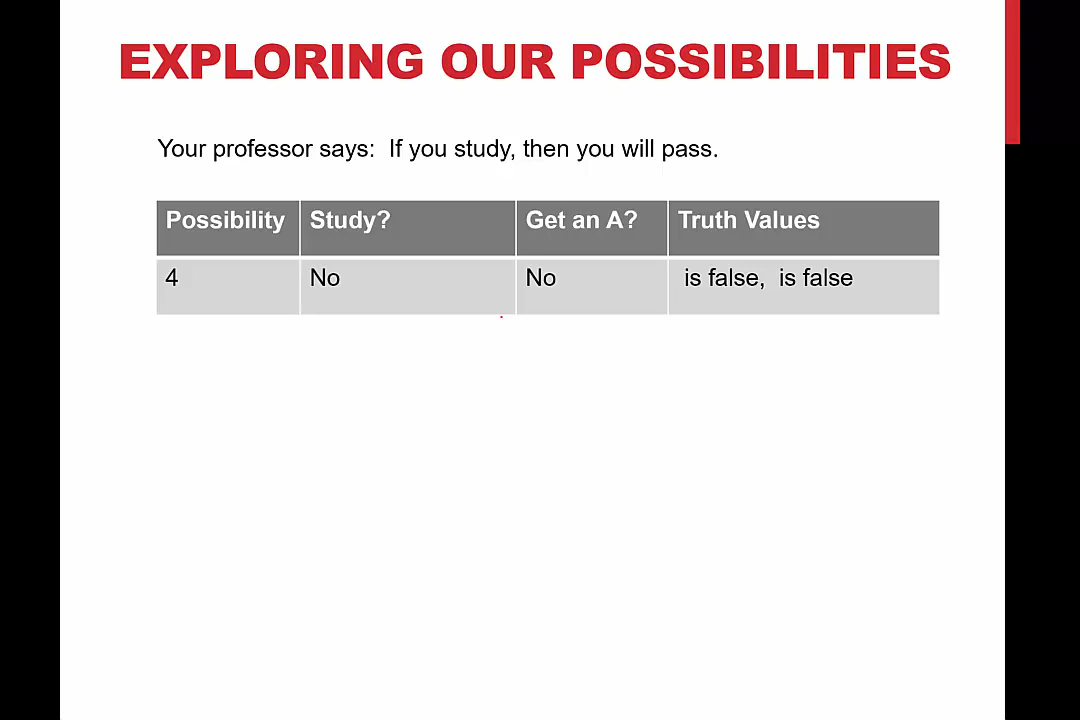 EXPLORING OUR POSSIBILITIES
Your professor says: If you study, then you will pass.
Possibility Study? Get an A? Truth Values
4 No No is false, is false